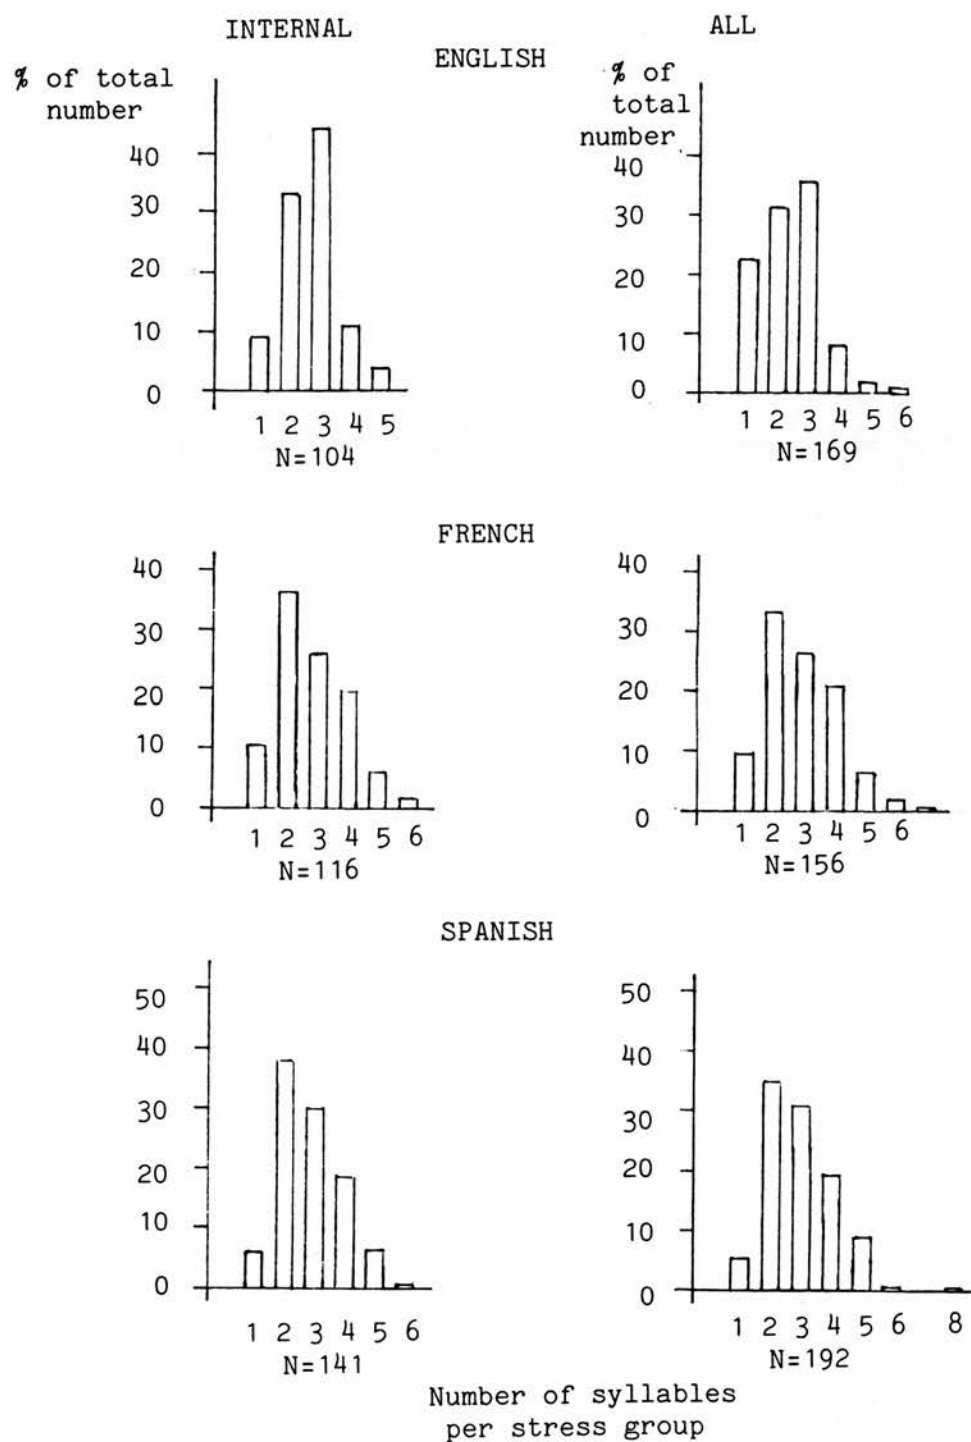 INTERNAL
ALL
ENGLISH
% of total
number
40
30
20
10
0
1 2 3 4 5
N=104
% of
total
number
40
30
20
10
0
1 2 3 4 5 6
N=169
FRENCH
40
30
20
10
0
1 2 3 4 5 6
N=116
40
30
20
10
0
1 2 3 4 5 6
N=156
SPANISH
50
40
30
20
10
0
1 2 3 4 5 6
N=141
50
40
30
20
10
0
1 2 3 4 5 6 8
N=192
Number of syllables
per stress group